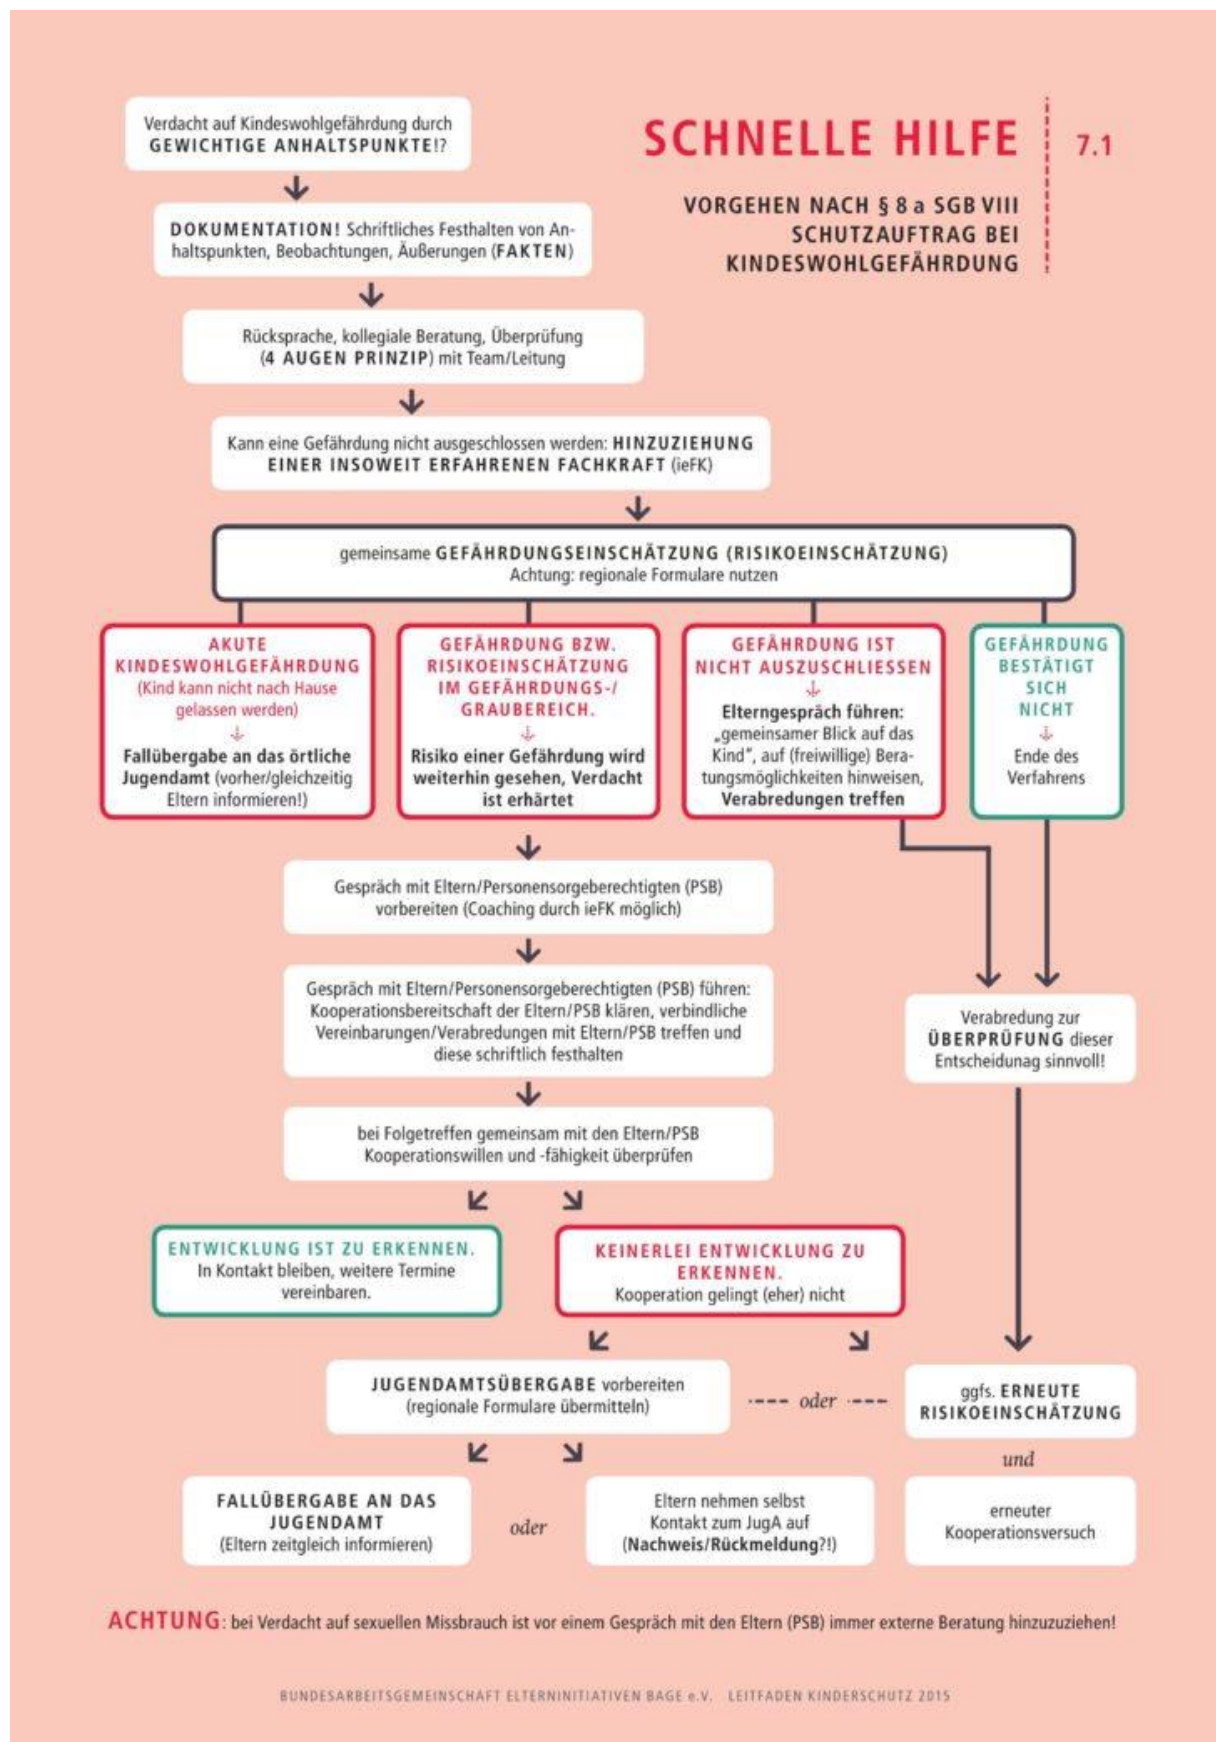 Verdacht auf Kindeswohlgefährdung durch
GEWICHTIGE ANHALTSPUNKTE!?
SCHNELLE HILFE
7.1
VORGEHEN NACH § 8 a SGB VIII
SCHUTZAUFTRAG BEI
KINDESWOHLGEFÄHRDUNG
DOKUMENTATION! Schriftliches Festhalten von An-
haltspunkten, Beobachtungen, Äußerungen (FAKTEN)
Rücksprache, kollegiale Beratung, Überprüfung
(4 AUGEN PRINZIP) mit Team/Leitung
Kann eine Gefährdung nicht ausgeschlossen werden: HINZUZIEHUNG
EINER INSOWEIT ERFAHRENEN FACHKRAFT (ieFK)
gemeinsame GEFÄHRDUNGSEINSCHÄTZUNG (RISIKOEINSCHÄTZUNG)
Achtung: regionale Formulare nutzen
AKUTE
KINDESWOHLGEFÄHRDUNG
(Kind kann nicht nach Hause
gelassen werden)
Fallübergabe an das örtliche
Jugendamt (vorher/gleichzeitig
Eltern informieren!)
GEFÄHRDUNG BZW.
RISIKOEINSCHÄTZUNG
IM GEFÄHRDUNGS-/
GRAUBEREICH.
Risiko einer Gefährdung wird
weiterhin gesehen, Verdacht
ist erhärtet
GEFÄHRDUNG IST
NICHT AUSZUSCHLIESSEN
Elterngespräch führen:
„gemeinsamer Blick auf das
Kind“, auf (freiwillige) Bera-
tungsmöglichkeiten hinweisen,
Verabredungen treffen
GEFÄHRDUNG
BESTÄTIGT
SICH
NICHT
Ende des
Verfahrens
Gespräch mit Eltern/Personensorgeberechtigten (PSB)
vorbereiten (Coaching durch ieFK möglich)
Gespräch mit Eltern/Personensorgeberechtigten (PSB) führen:
Kooperationsbereitschaft der Eltern/PSB klären, verbindliche
Vereinbarungen/Verabredungen mit Eltern/PSB treffen und
diese schriftlich festhalten
Verabredung zur
ÜBERPRÜFUNG dieser
Entscheidunag sinnvoll!
bei Folgetreffen gemeinsam mit den Eltern/PSB
Kooperationswillen und -fähigkeit überprüfen
ENTWICKLUNG IST ZU ERKENNEN.
In Kontakt bleiben, weitere Termine
vereinbaren.
KEINERLEI ENTWICKLUNG ZU
ERKENNEN.
Kooperation gelingt (eher) nicht
JUGENDAMTSÜBERGABE vorbereiten
(regionale Formulare übermitteln)
oder
ggfs. ERNEUTE
RISIKOEINSCHÄTZUNG
und
FALLÜBERGABE AN DAS
JUGENDAMT
(Eltern zeitgleich informieren)
oder
Eltern nehmen selbst
Kontakt zum JugA auf
(Nachweis/Rückmeldung?!)
erneuter
Kooperationsversuch
ACHTUNG: bei Verdacht auf sexuellen Missbrauch ist vor einem Gespräch mit den Eltern (PSB) immer externe Beratung hinzuzuziehen!
BUNDESARBEITSGEMEINSCHAFT ELTERNINITIATIVEN BAGE e.V. LEITFADEN KINDERSCHUTZ 2015